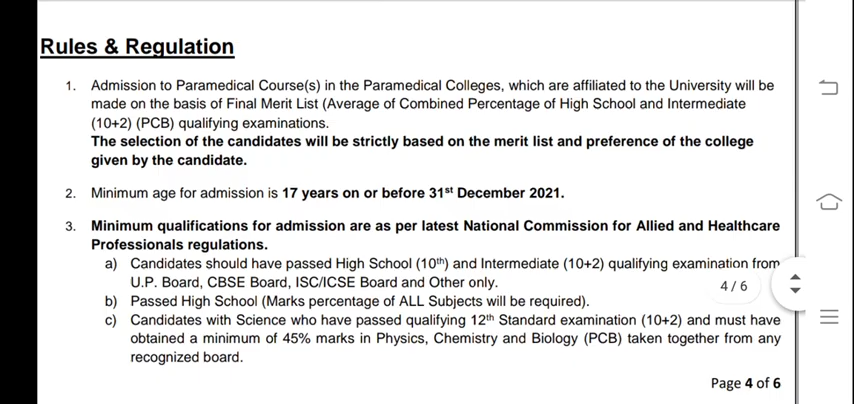 Rules & Regulation
1. Admission to Paramedical Course(s) in the Paramedical Colleges, which are affiliated to the University will be
made on the basis of Final Merit List (Average of Combined Percentage of High School and Intermediate
(10+2) (PCB) qualifying examinations.
The selection of the candidates will be strictly based on the merit list and preference of the college
given by the candidate.
2. Minimum age for admission is 17 years on or before 31st December 2021.
3. Minimum qualifications for admission are as per latest National Commission for Allied and Healthcare
Professionals regulations.
a) Candidates should have passed High School (10th) and Intermediate (10+2) qualifying examination from
U.P. Board, CBSE Board, ISC/ICSE Board and Other only.
4 / 6
b) Passed High School (Marks percentage of ALL Subjects will be required).
c) Candidates with Science who have passed qualifying 12th Standard examination (10+2) and must have
obtained a minimum of 45% marks in Physics, Chemistry and Biology (PCB) taken together from any
recognized board.
Page 4 of 6